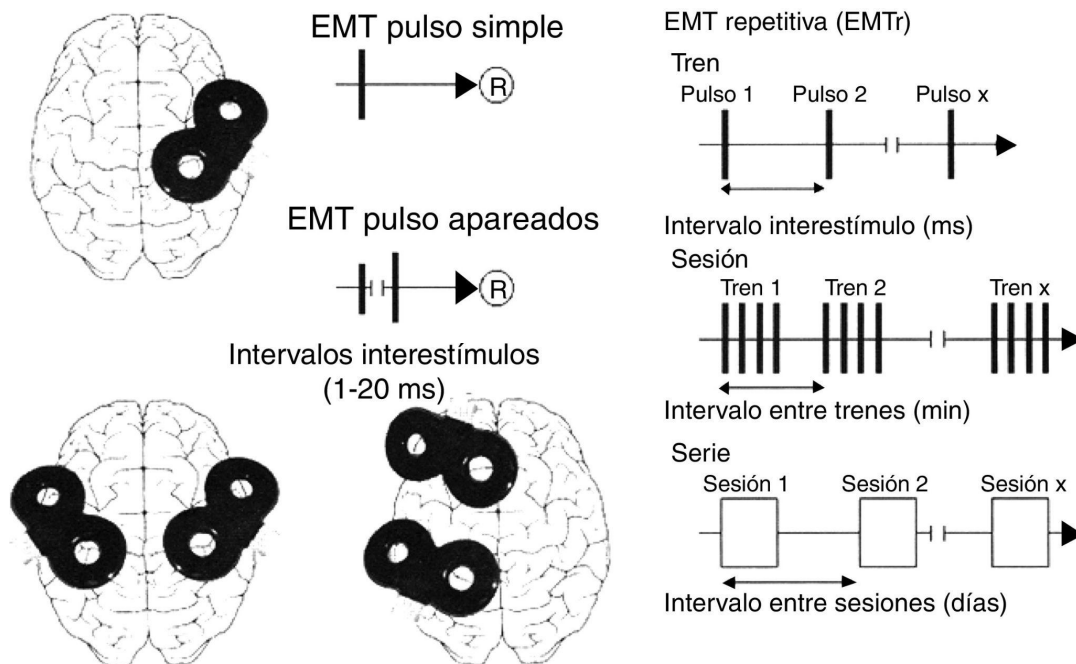 EMT pulso simple
R
EMT pulso apareados
R
Intervalos interestímulos
(1-20 ms)
EMT repetitiva (EMTr)
Tren
Pulso 1 Pulso 2 Pulso x
Intervalo interestímulo (ms)
Sesión
Tren 1 Tren 2 Tren x
Intervalo entre trenes (min)
Serie
Sesión 1 Sesión 2 Sesión x
Intervalo entre sesiones (días)